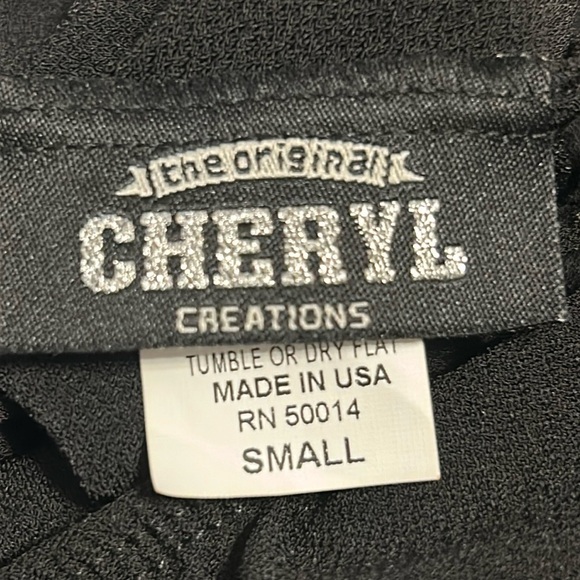 the original
CHERYL
CREATIONS
TUMBLE OR DRY FLAT
MADE IN USA
RN 50014
SMALL